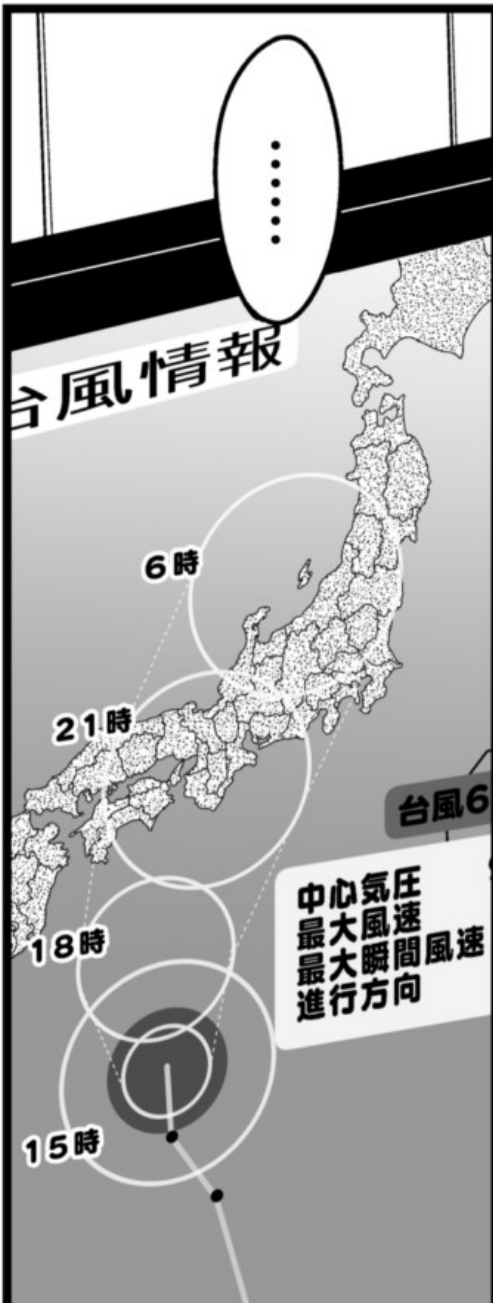 ……
台風情報
6時
21時
台風6
18時
中心気圧
最大風速
最大瞬間風速
進行方向
15時